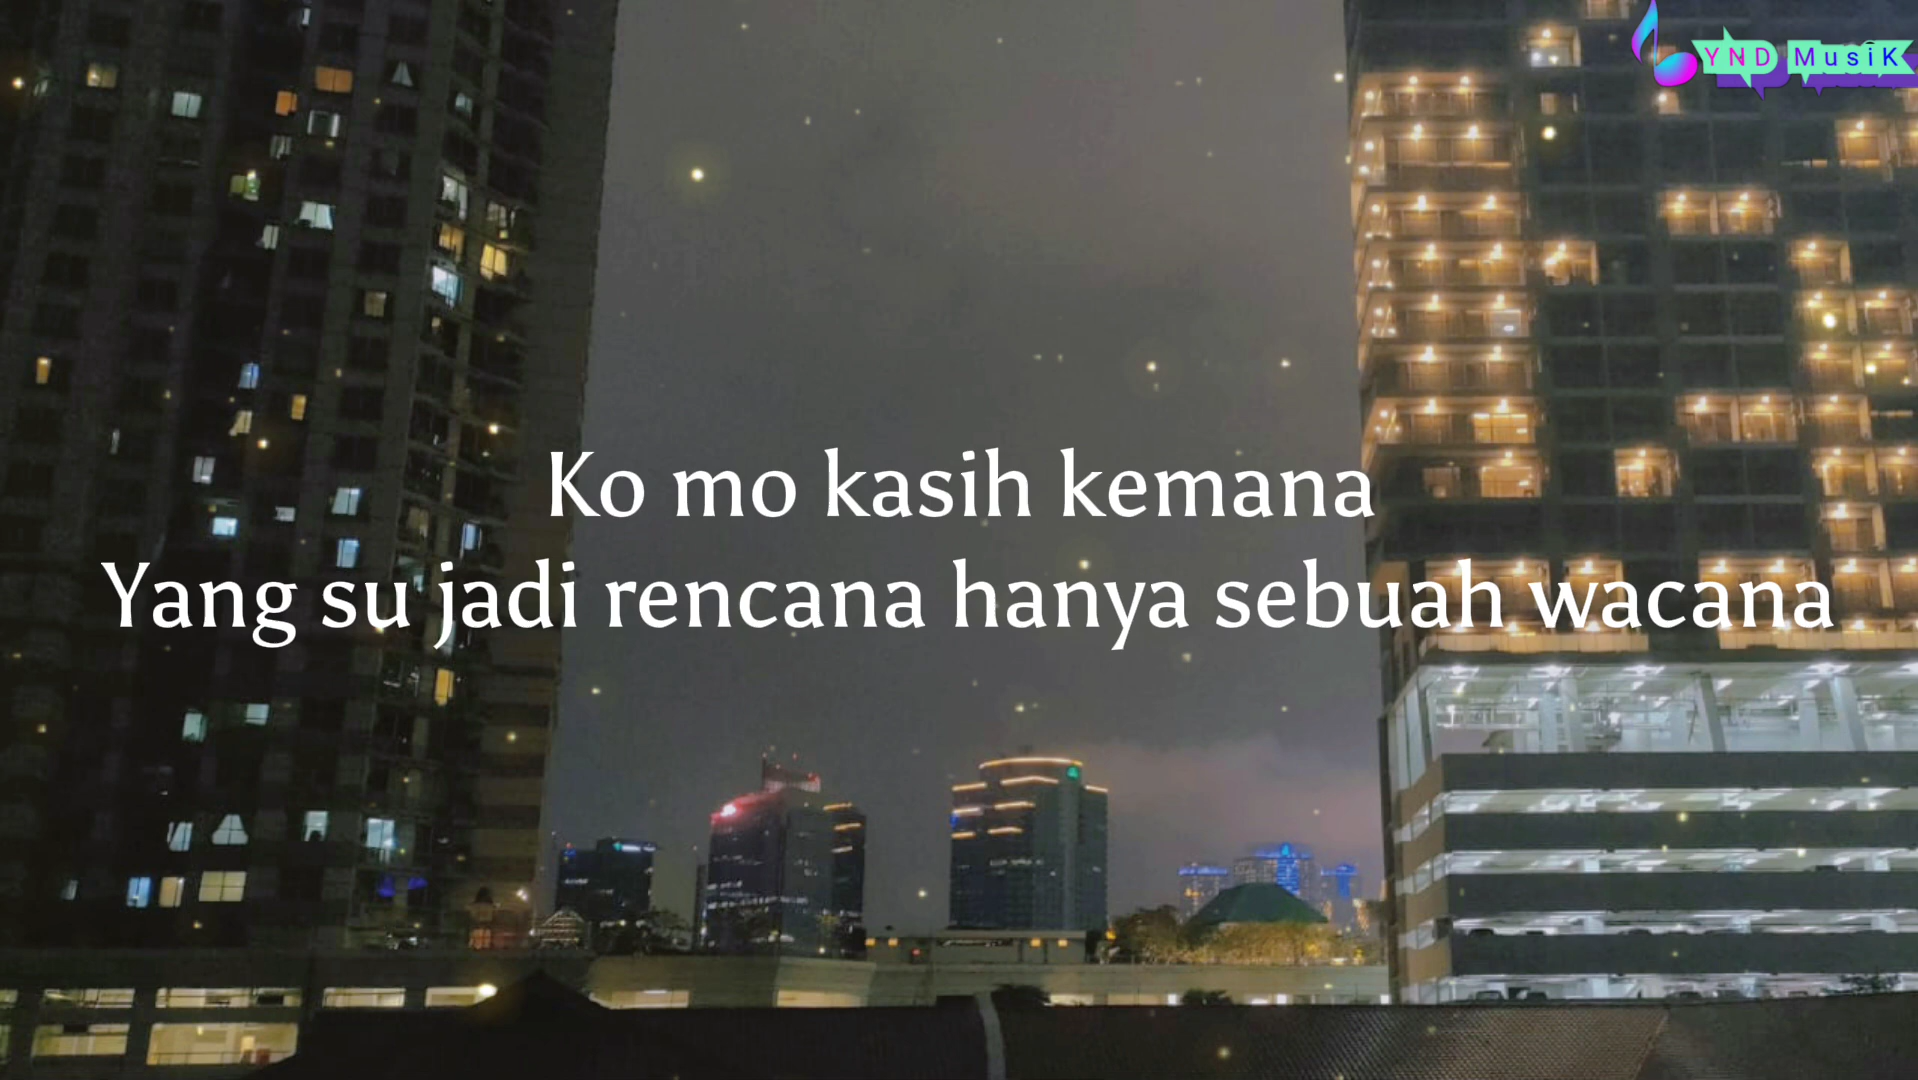 YND MusiK
Ko mo kasih kemana
Yang su jadi rencana hanya sebuah wacana